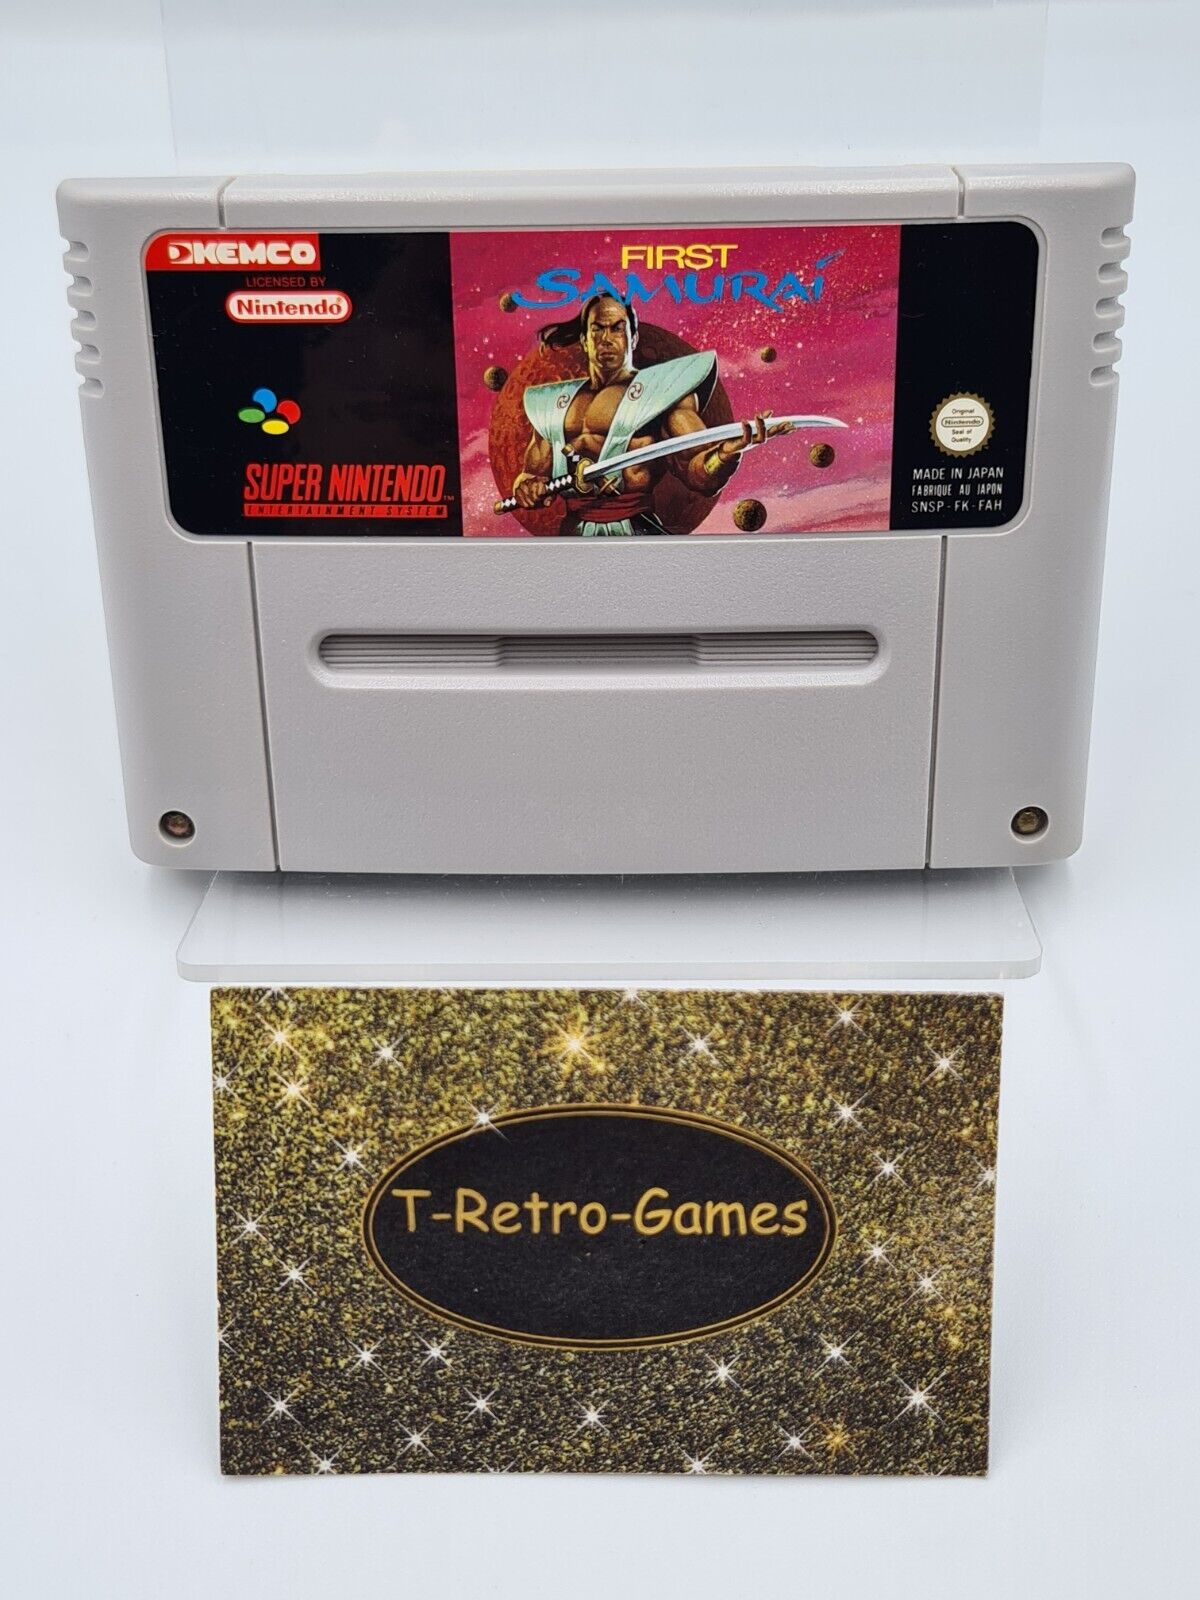 KEMCO
LICENSED BY
Nintendo®
SUPER NINTENDO™
ENTERTAINMENT SYSTEM
FIRST
SAMURAI
Original
Nintendo
Seal of
Quality
MADE IN JAPAN
FABRIQUE AU JAPON
SNSP-FK-FAH
T-Retro-Games